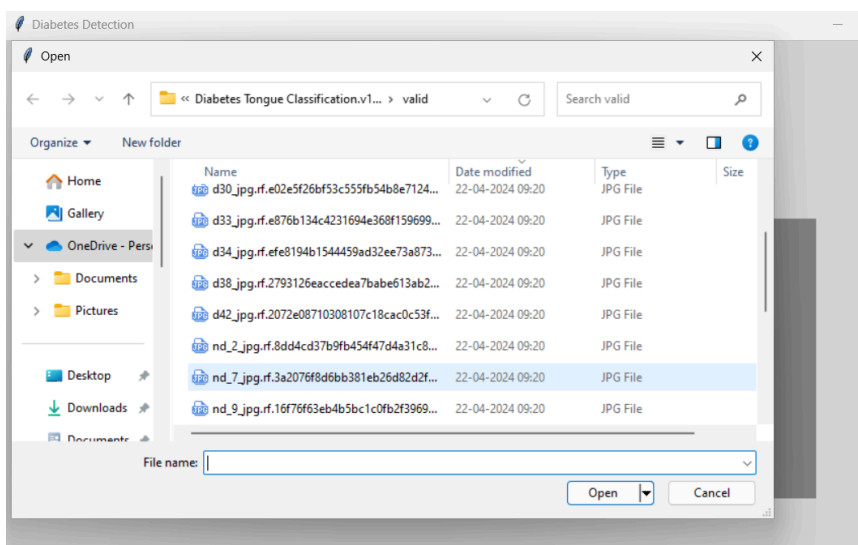 Diabetes Detection
Open
« Diabetes Tongue Classification.v1... › valid
Search valid
Organize New folder
Name Date modified Type Size
d30_jpg.rf.e02e5f26bf53c555fb54b8e7124... 22-04-2024 09:20 JPG File
d33_jpg.rf.e876b134c4231694e368f159699... 22-04-2024 09:20 JPG File
d34_jpg.rf.efe8194b1544459ad32ee73a873... 22-04-2024 09:20 JPG File
d38_jpg.rf.2793126eaccedea7babe613ab2... 22-04-2024 09:20 JPG File
d42_jpg.rf.2072e08710308107c18cac0c53f... 22-04-2024 09:20 JPG File
nd_2_jpg.rf.8dd4cd37b9fb454f47d4a31c8... 22-04-2024 09:20 JPG File
nd_7_jpg.rf.3a2076f8d6bb381eb26d82d2f... 22-04-2024 09:20 JPG File
nd_9_jpg.rf.16f76f63eb4b5bc1c0fb2f3969... 22-04-2024 09:20 JPG File
Home
Gallery
OneDrive - Pers
Documents
Pictures
Desktop
Downloads
Documents
File name:
Open Cancel